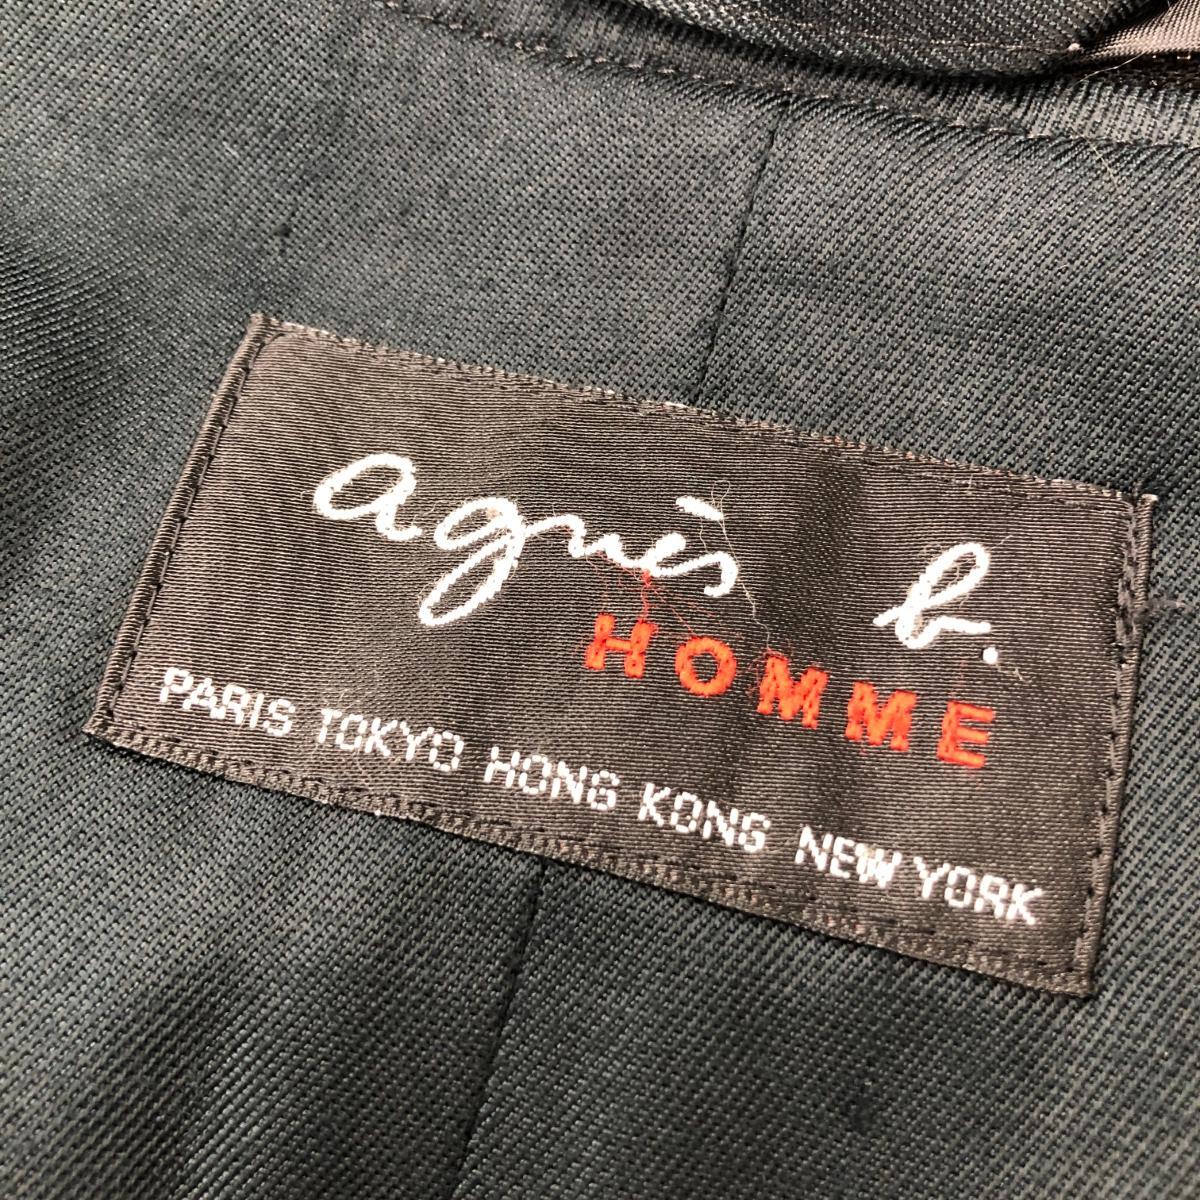 agnès b.
HOMME
PARIS TOKYO HONG KONG NEW YORK